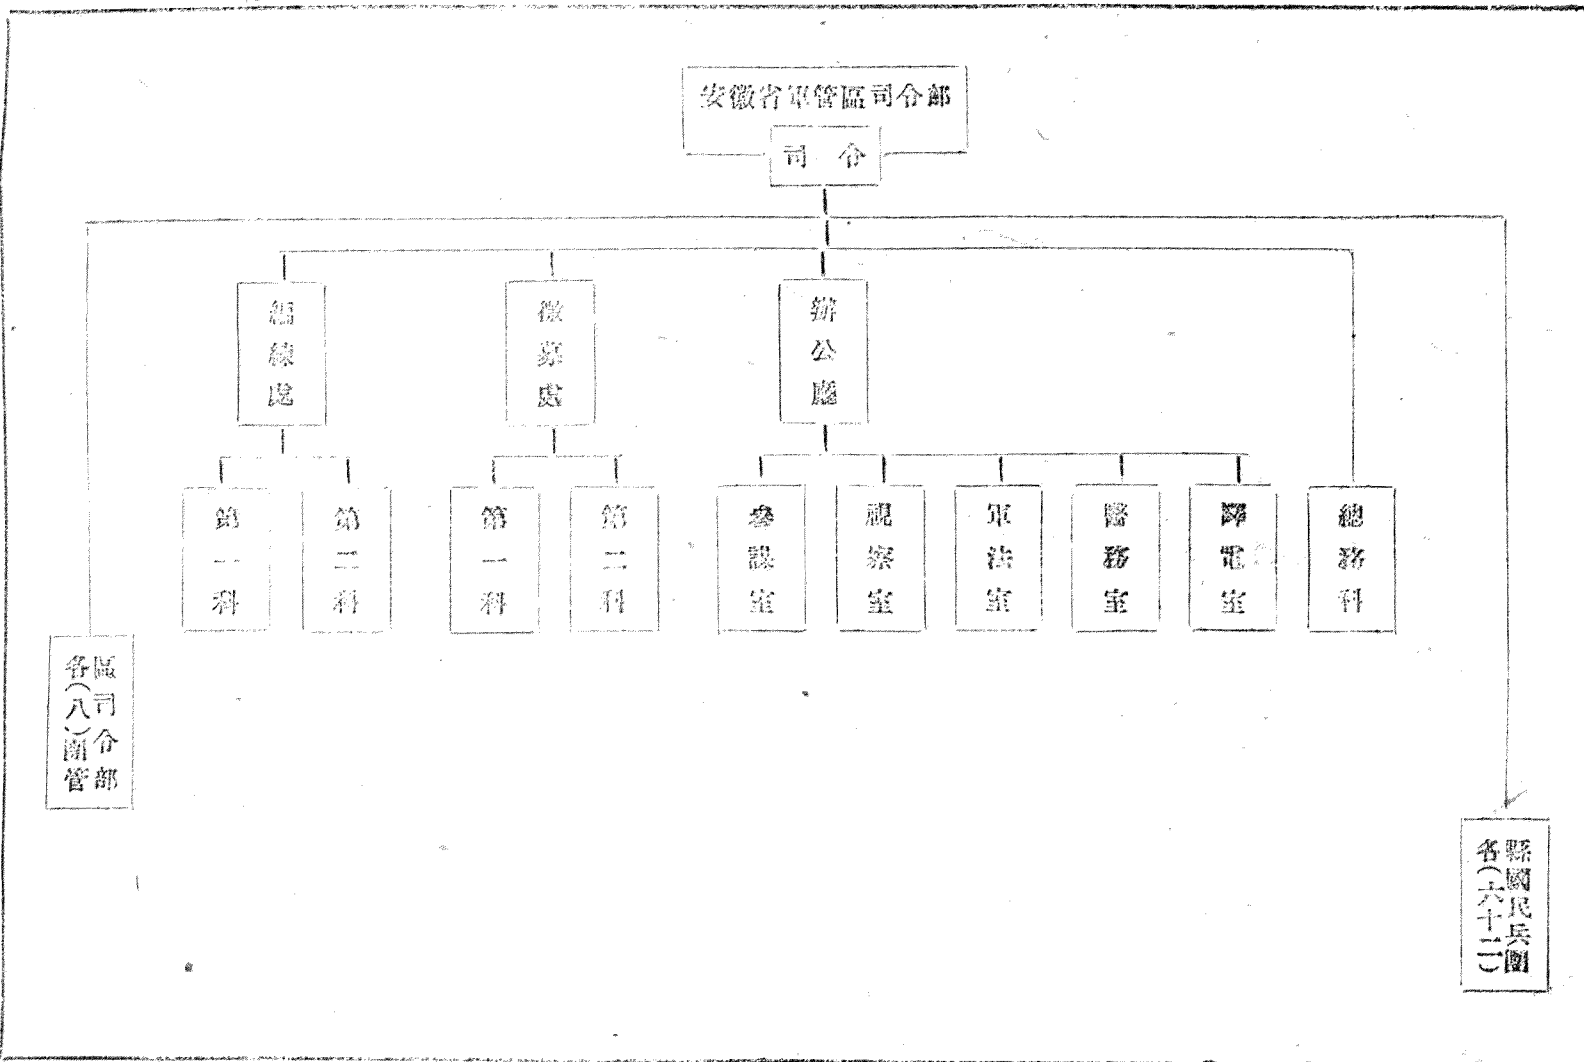 安徽省軍管區司令部
司令
編練處
徵募處
辦公廳
第一科
第二科
第一科
第二科
參謀室
視察室
軍法室
醫務室
譯電室
總務科
各(八)團管
區司令部
各(六十二)
縣國民兵團